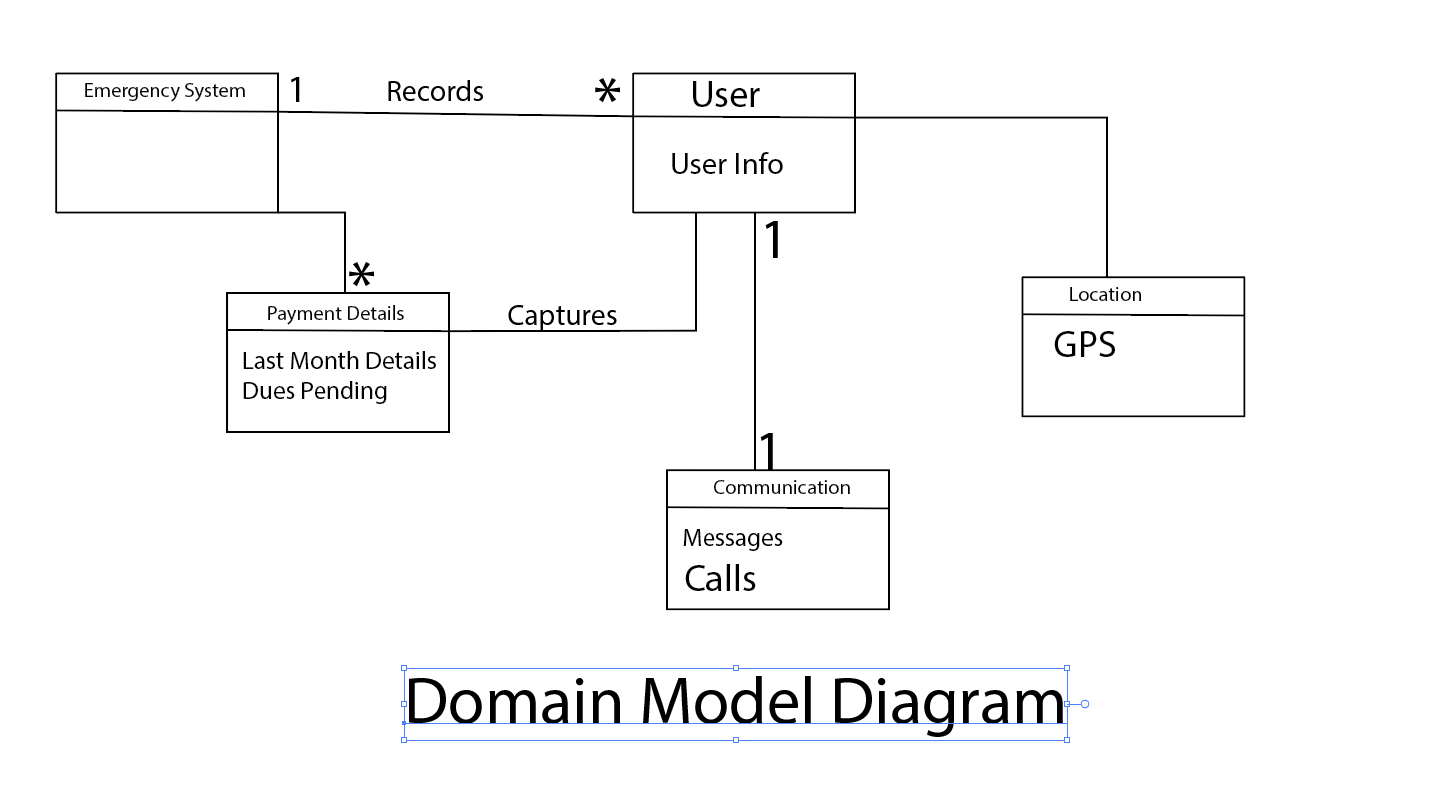 Emergency System
1
Records
*
User
User Info
1
*
Payment Details
Last Month Details
Dues Pending
Captures
Location
GPS
1
Communication
Messages
Calls
Domain Model Diagram